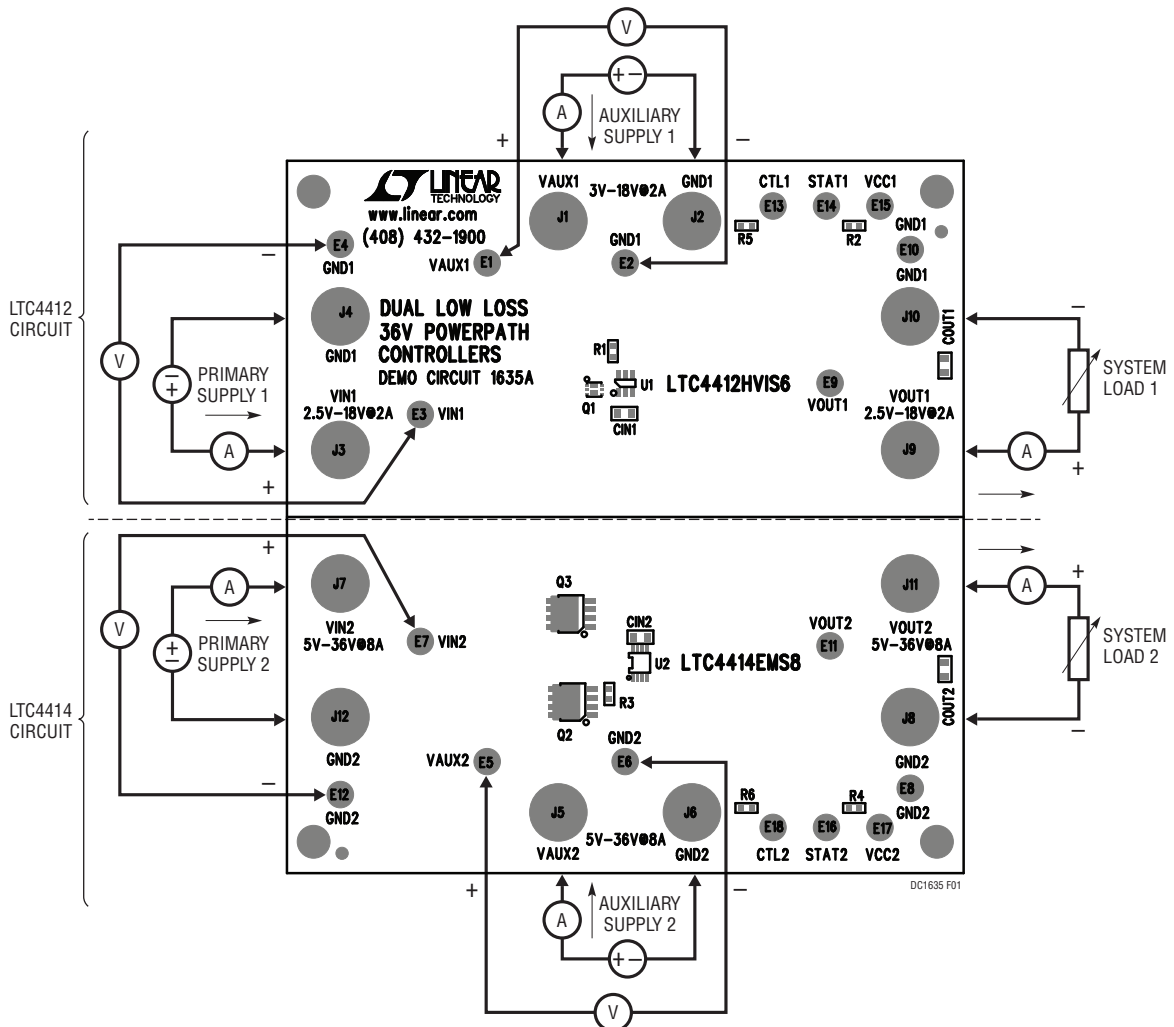 V
+ −
A
AUXILIARY
SUPPLY 1
+
−
LINEAR
TECHNOLOGY
www.linear.com
(408) 432-1900
VAUX1
3V-18V@2A
GND1
J1
J2
CTL1
STAT1
VCC1
E13
E14
E15
R5
R2
GND1
E10
GND1
E4
GND1
−
VAUX1
E1
GND1
E2
LTC4412
CIRCUIT
V
− +
PRIMARY
SUPPLY 1
A
+
J4
GND1
DUAL LOW LOSS
36V POWERPATH
CONTROLLERS
DEMO CIRCUIT 1635A
VIN1
2.5V-18V@2A
E3
VIN1
J3
R1
U1
Q1
CIN1
LTC4412HVIS6
E9
VOUT1
J10
COUT1
VOUT1
2.5V-18V@2A
J9
−
SYSTEM
LOAD 1
A
+
LTC4414
CIRCUIT
+
A
V
+ −
PRIMARY
SUPPLY 2
−
J7
VIN2
5V-36V@8A
E7
VIN2
J12
GND2
E12
GND2
Q3
CIN2
U2
LTC4414EMS8
R3
Q2
VOUT2
E11
J11
VOUT2
5V-36V@8A
COUT2
J8
GND2
E8
GND2
A
+
SYSTEM
LOAD 2
−
VAUX2
E5
GND2
E6
J5
J6
VAUX2
5V-36V@8A
GND2
R6
R4
E18
E16
E17
CTL2
STAT2
VCC2
DC1635 F01
+
−
A
AUXILIARY
SUPPLY 2
+ −
V